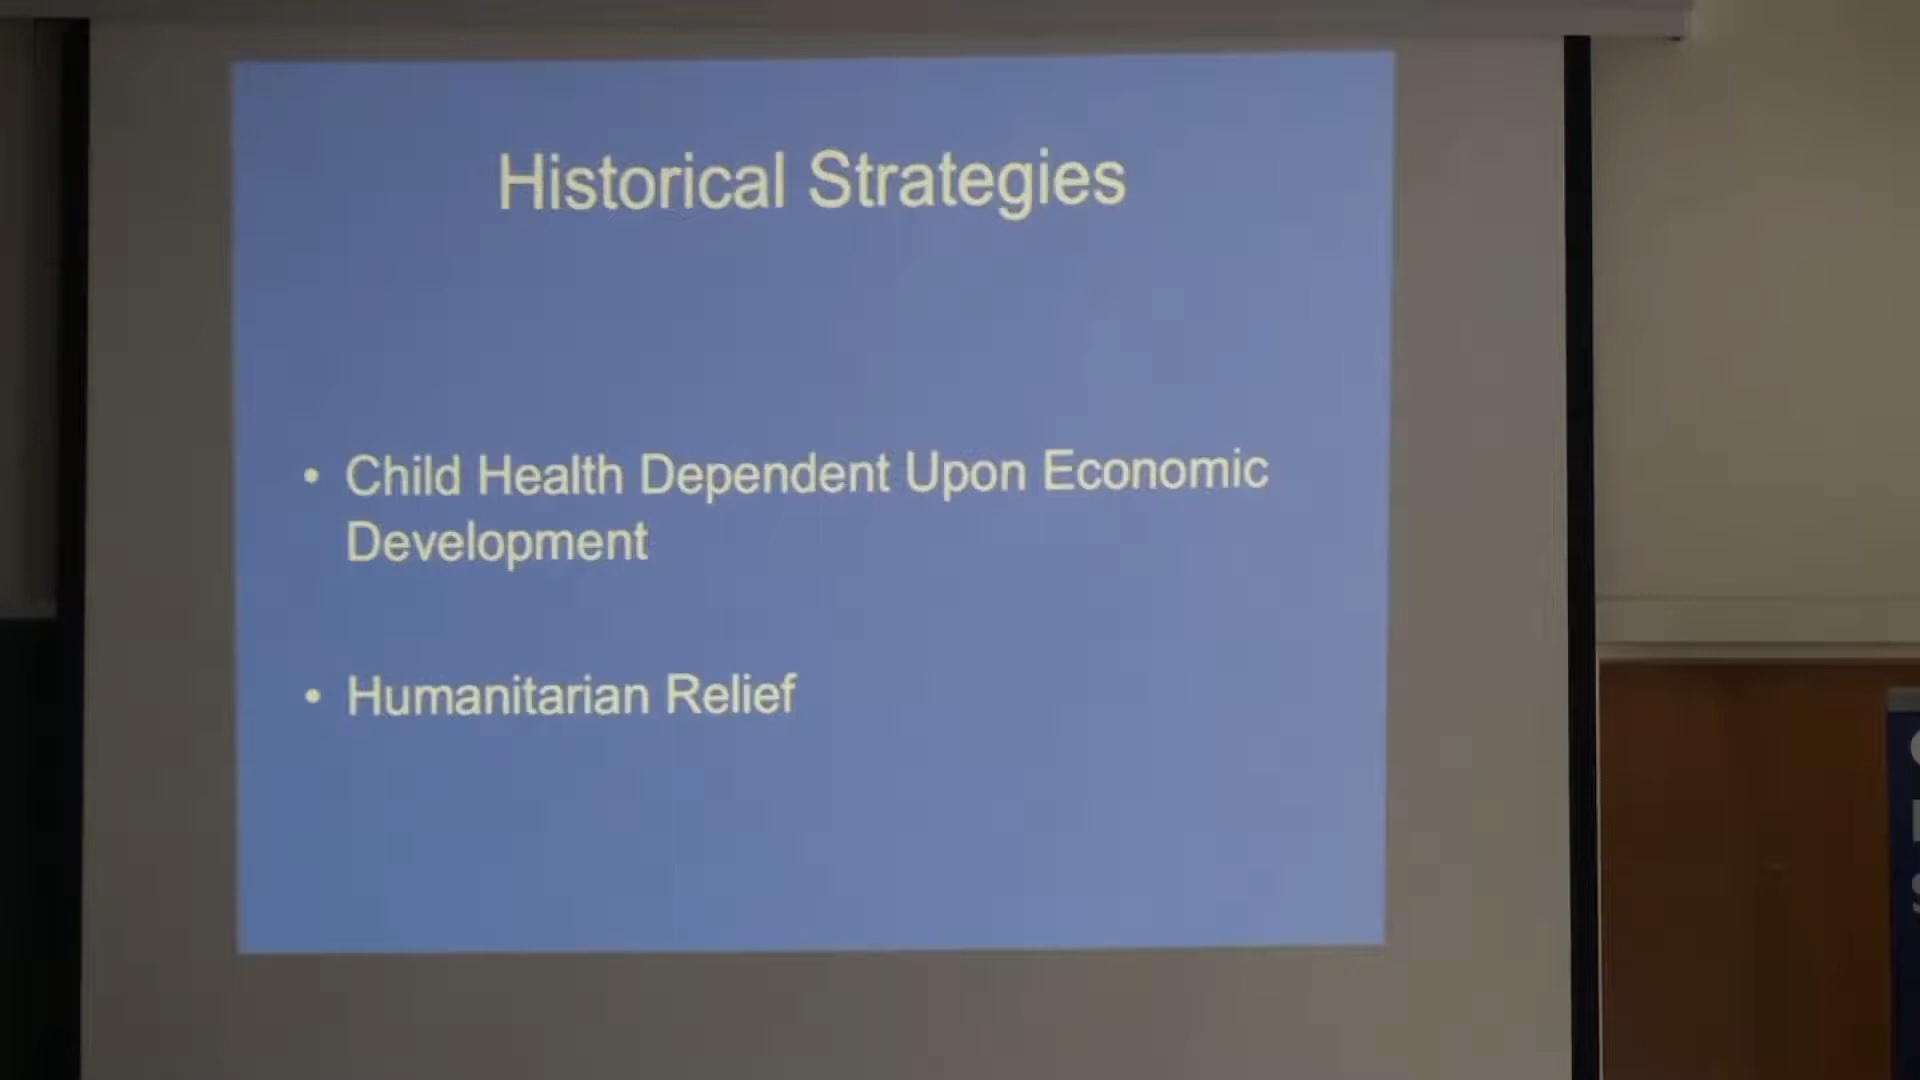 Historical Strategies
• Child Health Dependent Upon Economic
Development
• Humanitarian Relief